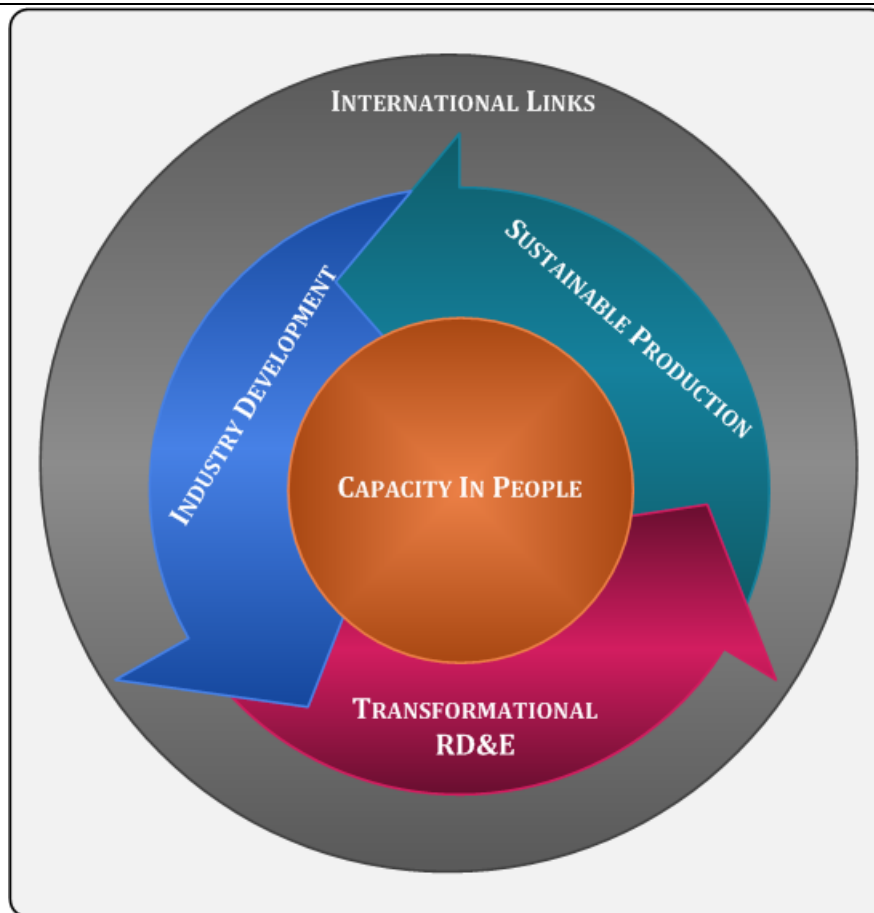 INTERNATIONAL LINKS
SUSTAINABLE PRODUCTION
INDUSTRY DEVELOPMENT
CAPACITY IN PEOPLE
TRANSFORMATIONAL
RD&E